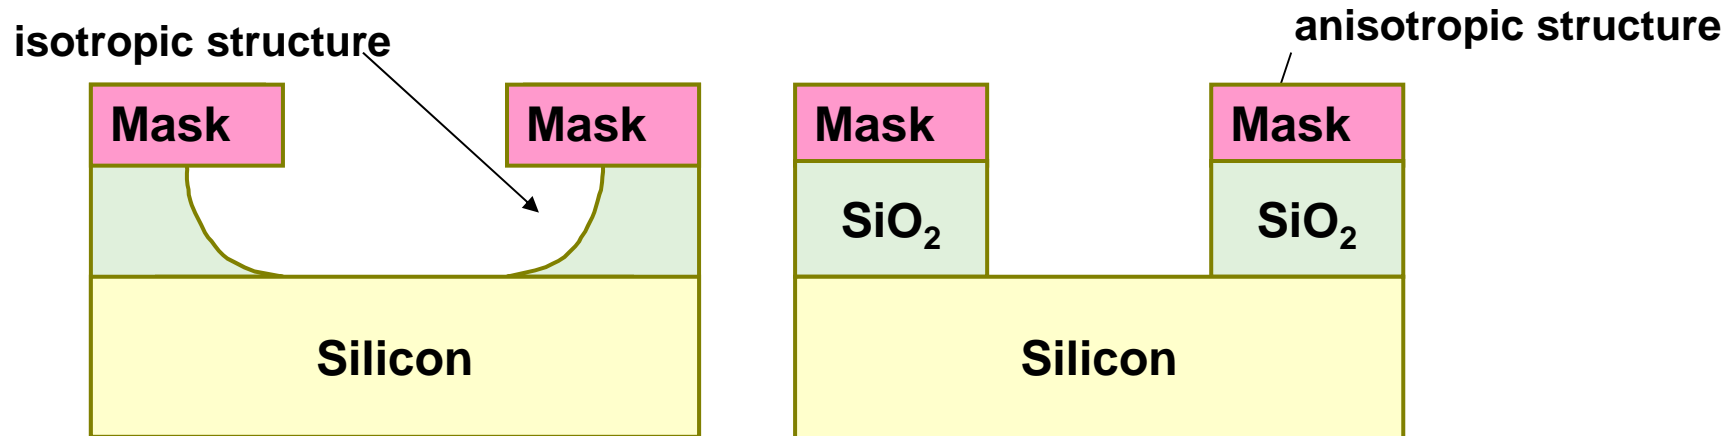 isotropic structure
anisotropic structure
Mask
Mask
Mask
Mask
SiO₂
SiO₂
Silicon
Silicon